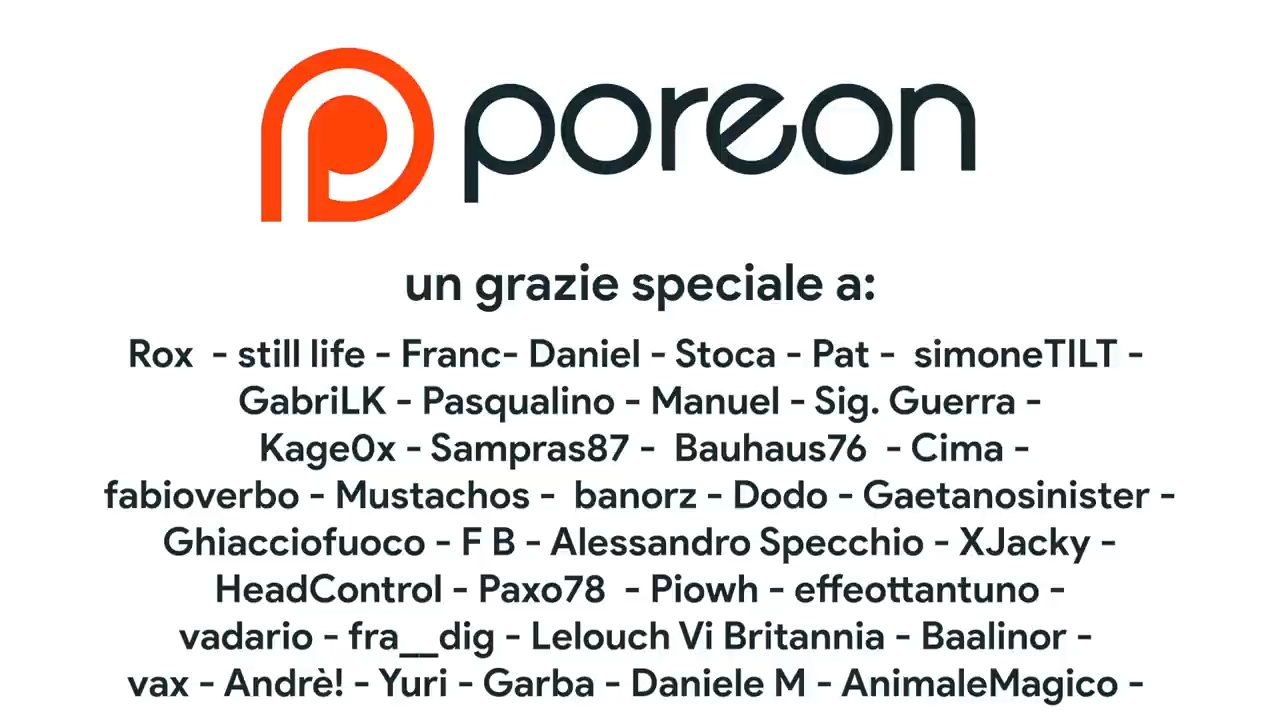 poreon
un grazie speciale a:
Rox  - still life - Franc- Daniel - Stoca - Pat -  simoneTILT -
GabriLK - Pasqualino - Manuel - Sig. Guerra -
Kage0x - Sampras87 -  Bauhaus76  - Cima -
fabioverbo - Mustachos -  banorz - Dodo - Gaetanosinister -
Ghiacciofuoco - F B - Alessandro Specchio - XJacky -
HeadControl - Paxo78  - Piowh - effeottantuno -
vadario - fra__dig - Lelouch Vi Britannia - Baalinor -
vax - Andrè! - Yuri - Garba - Daniele M - AnimaleMagico -